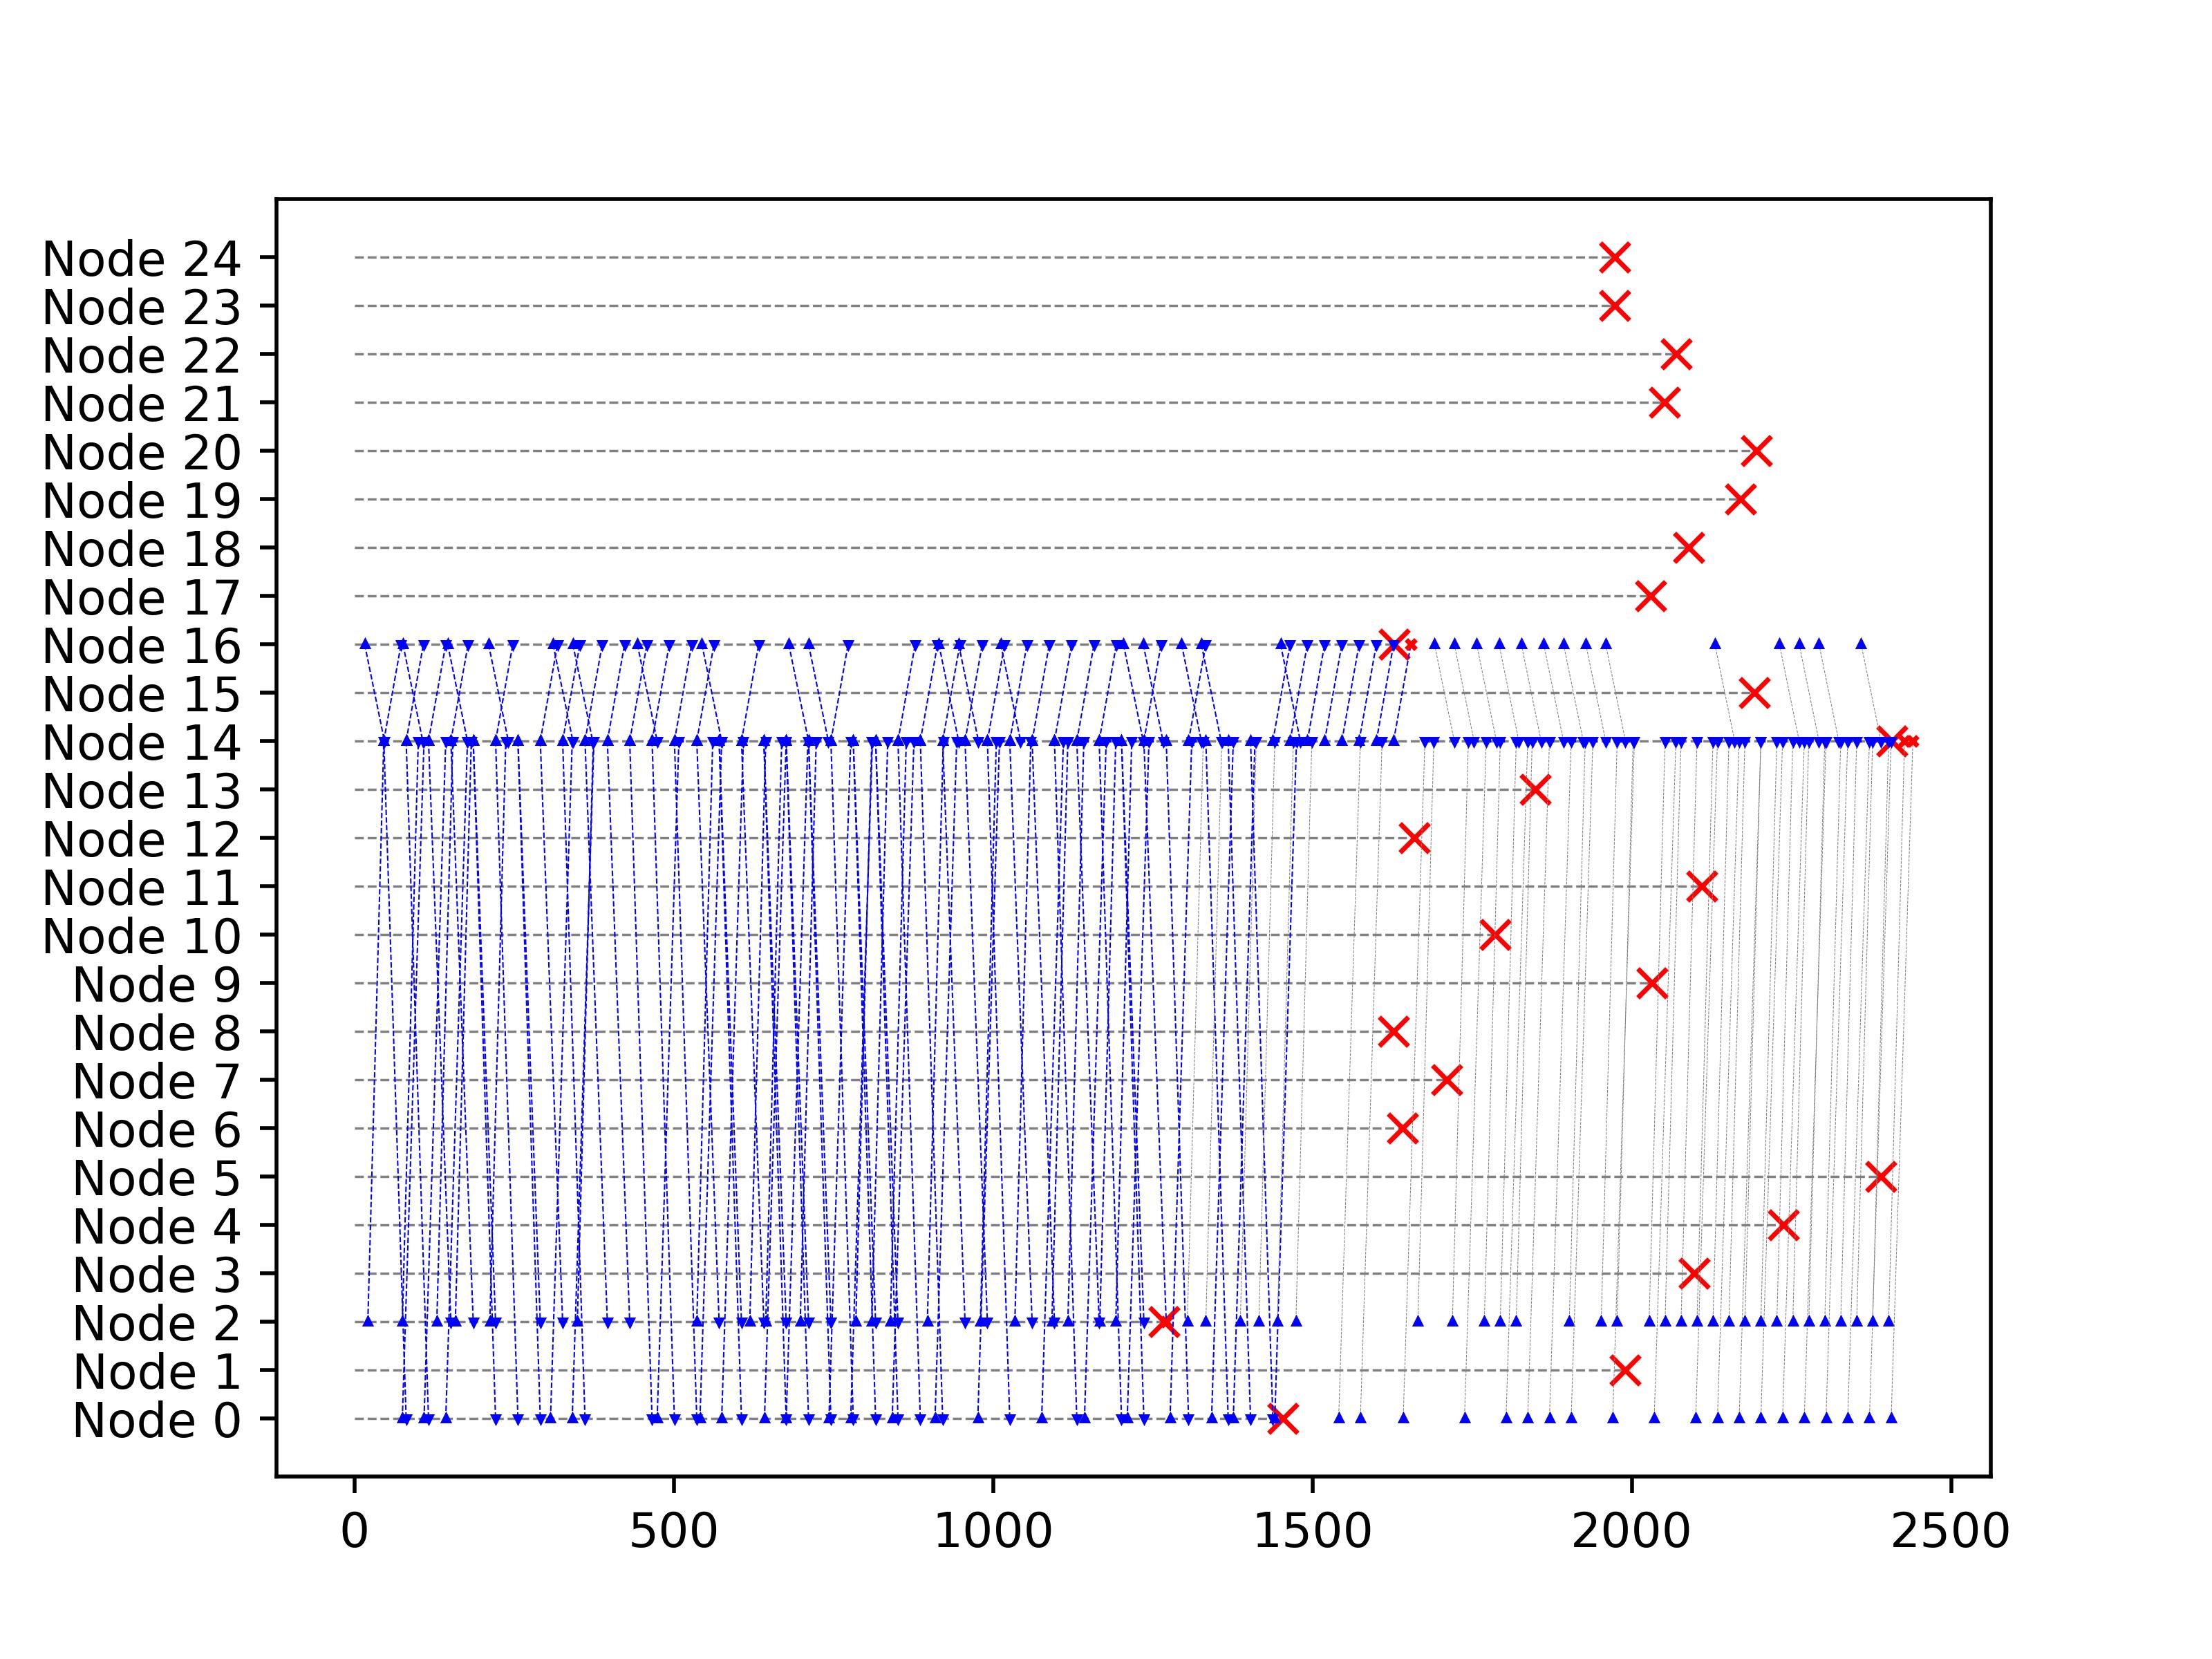 Node 24
Node 23
Node 22
Node 21
Node 20
Node 19
Node 18
Node 17
Node 16
Node 15
Node 14
Node 13
Node 12
Node 11
Node 10
Node 9
Node 8
Node 7
Node 6
Node 5
Node 4
Node 3
Node 2
Node 1
Node 0
0 500 1000 1500 2000 2500